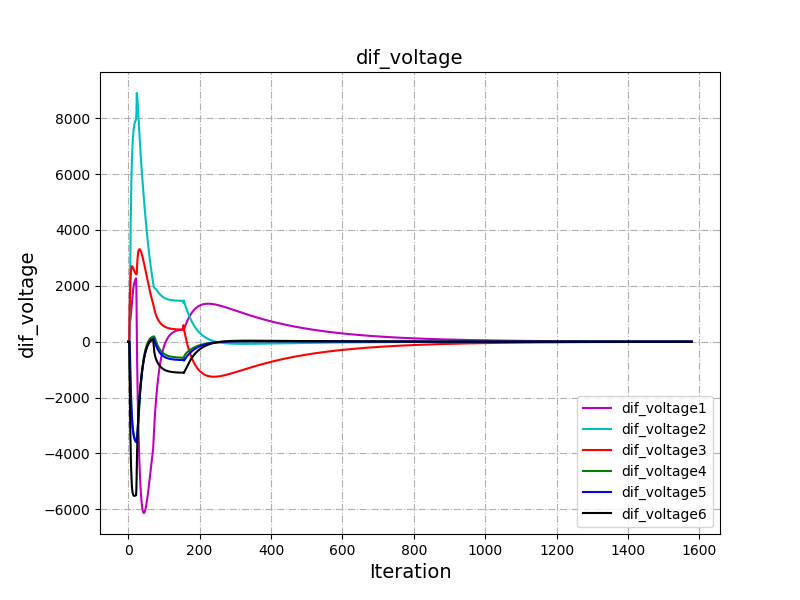 dif_voltage
dif_voltage
8000
6000
4000
2000
0
−2000
−4000
−6000
0 200 400 600 800 1000 1200 1400 1600
Iteration
dif_voltage1
dif_voltage2
dif_voltage3
dif_voltage4
dif_voltage5
dif_voltage6